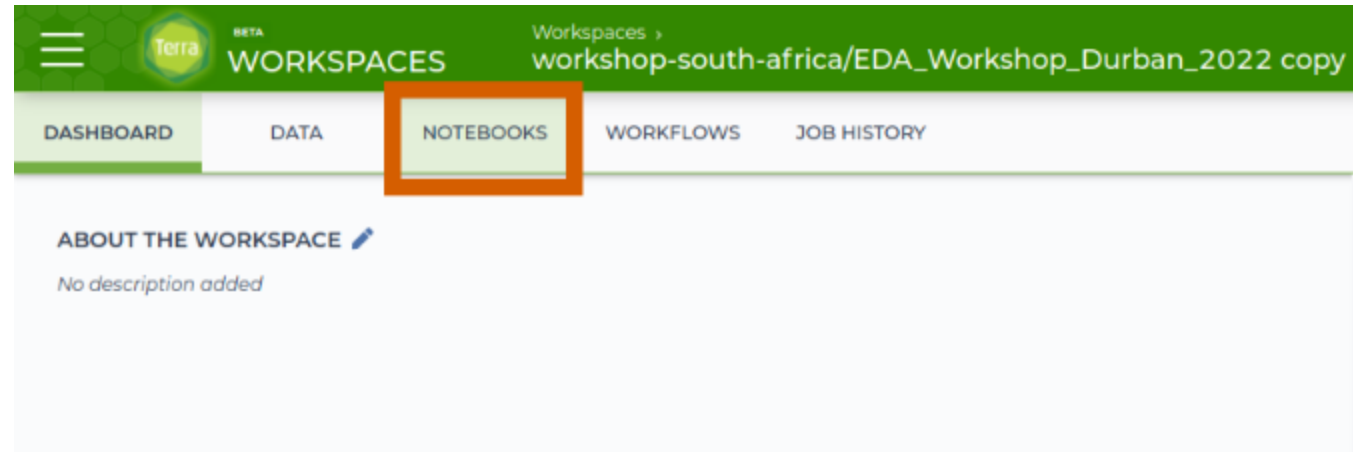 Terra
BETA
WORKSPACES
Workspaces ›
workshop-south-africa/EDA_Workshop_Durban_2022 copy
DASHBOARD DATA NOTEBOOKS WORKFLOWS JOB HISTORY
ABOUT THE WORKSPACE
No description added